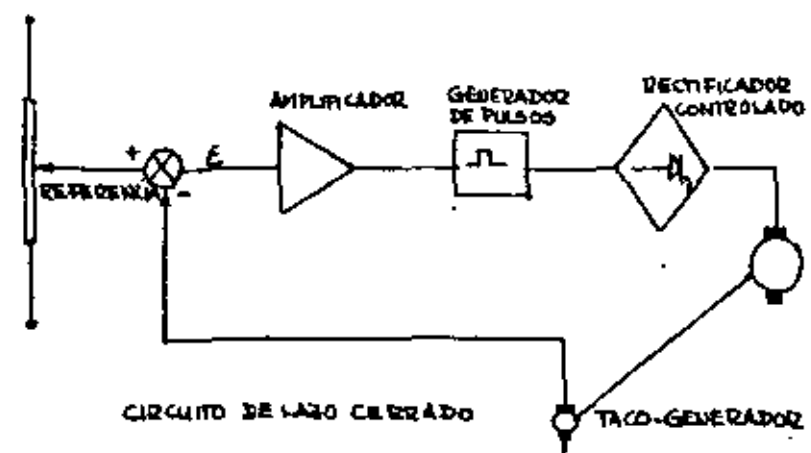 AMPLIFICADOR
GENERADOR
DE PULSOS
RECTIFICADOR
CONTROLADO
+
ε
REFERENCIA
-
CIRCUITO DE LAZO CERRADO
TACO-GENERADOR